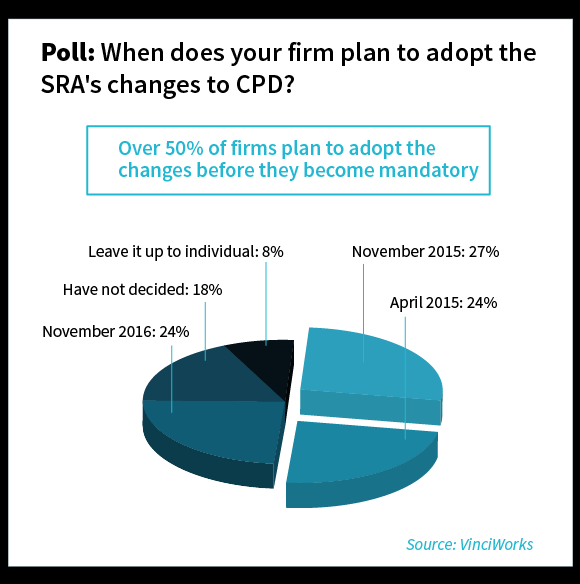 Poll: When does your firm plan to adopt the
SRA's changes to CPD?
Over 50% of firms plan to adopt the
changes before they become mandatory
Leave it up to individual: 8%
November 2015: 27%
Have not decided: 18%
April 2015: 24%
November 2016: 24%
Source: VinciWorks